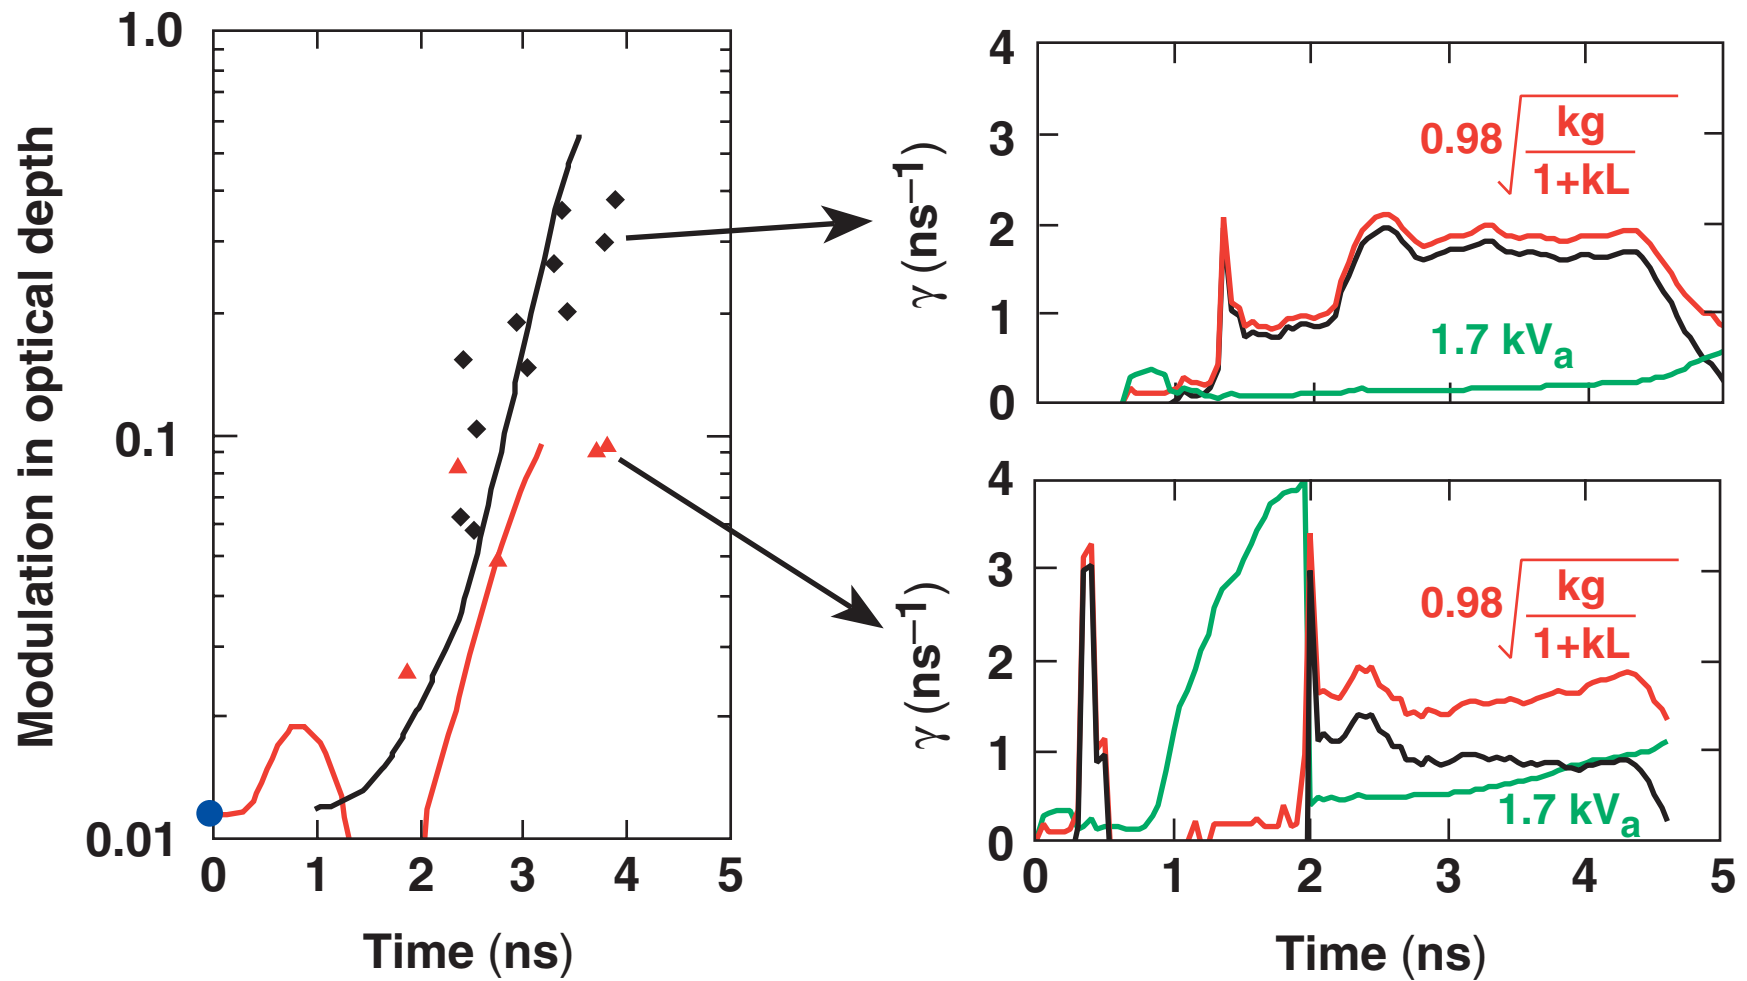 Modulation in optical depth
1.0
0.1
0.01
0 1 2 3 4 5
Time (ns)
γ (ns⁻¹)
4
3
2
1
0
0.98 √ kg
1+kL
1.7 kVₐ
γ (ns⁻¹)
4
3
2
1
0
0.98 √ kg
1+kL
1.7 kVₐ
0 1 2 3 4 5
Time (ns)